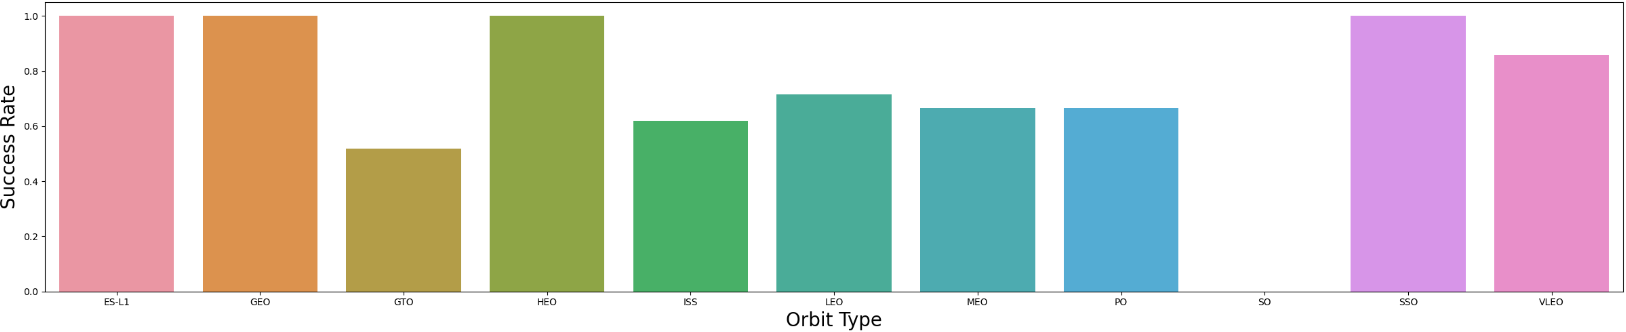 1.0
0.8
0.6
0.4
0.2
0.0
Success Rate
ES-L1 GEO GTO HEO ISS LEO MEO PO SO SSO VLEO
Orbit Type